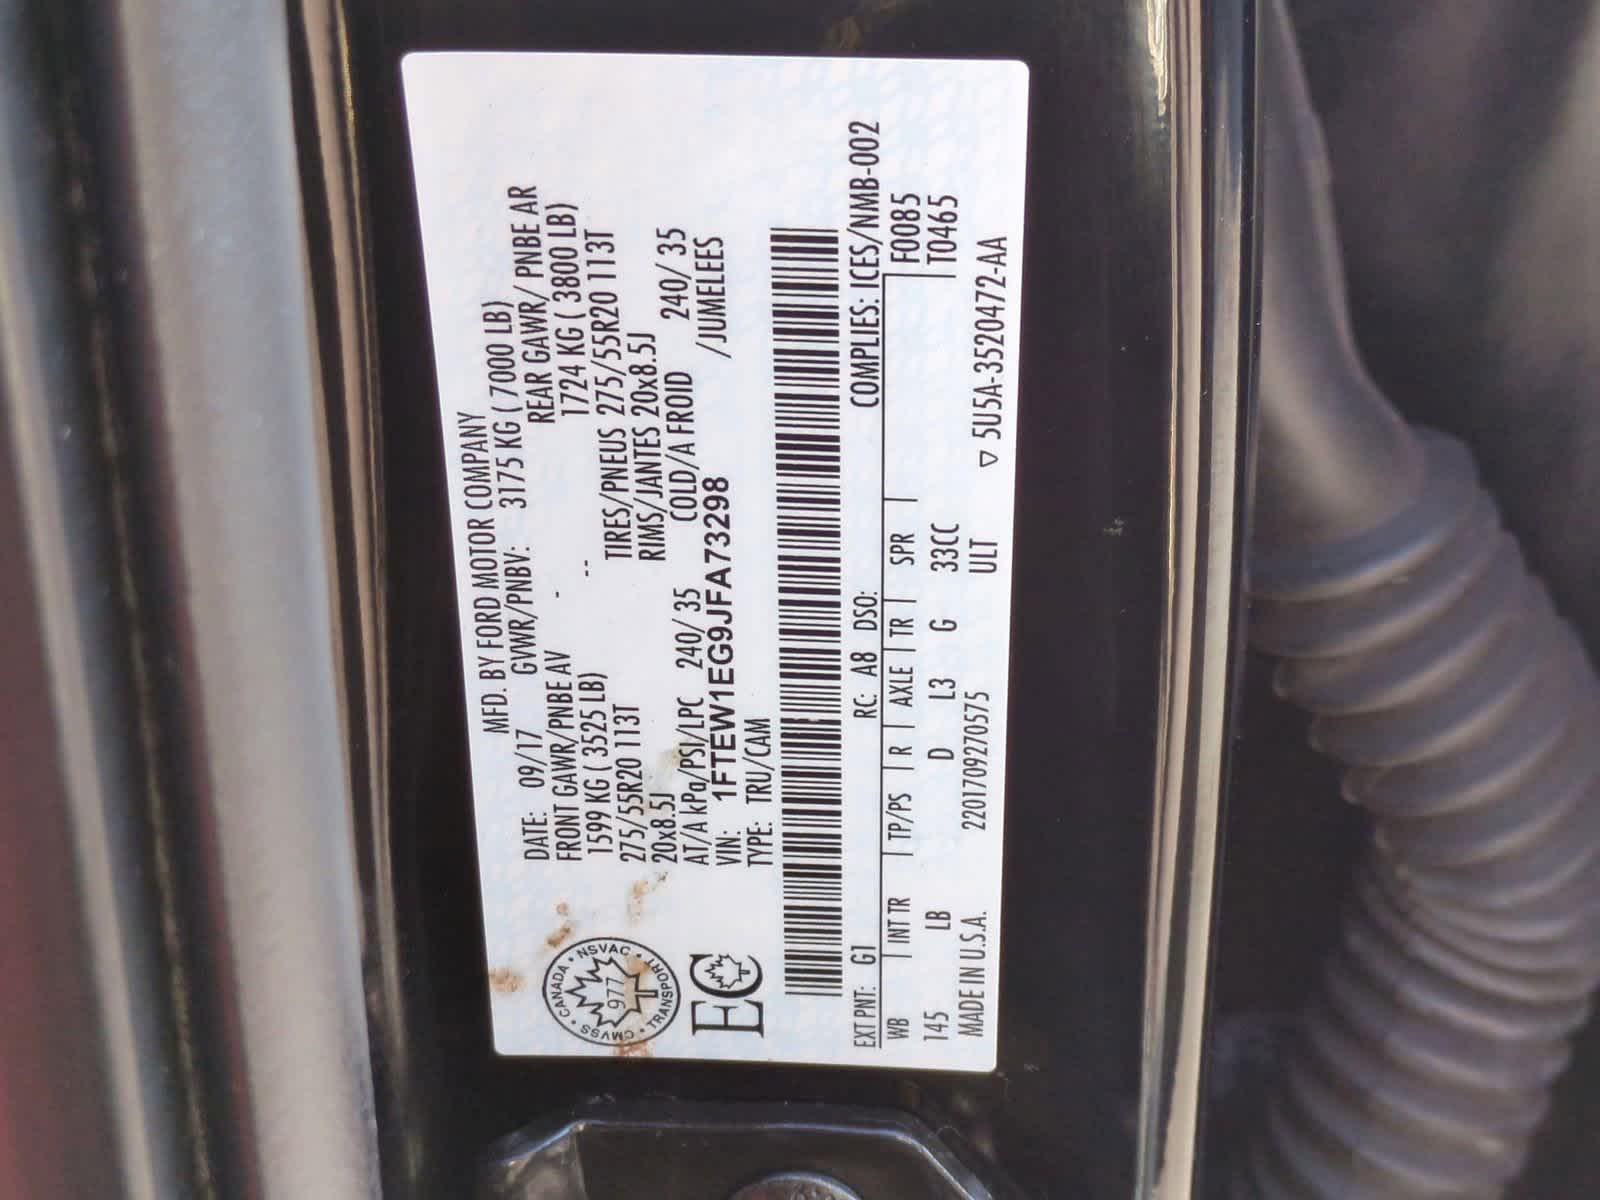 MFD. BY FORD MOTOR COMPANY
DATE: 09/17 GVWR/PNBV: 3175 KG ( 7000 LB)
FRONT GAWR/PNBE AV REAR GAWR/ PNBE AR
1599 KG ( 3525 LB) - 1724 KG ( 3800 LB)
275/55R20 113T -- TIRES/PNEUS 275/55R20 113T
20x8.5J RIMS/JANTES 20x8.5J
AT/A kPa/PSI/LPC 240/ 35 COLD/A FROID 240/ 35
VIN: 1FTEW1EG9JFA73298 /JUMELEES
TYPE: TRU/CAM
CANADA • NSVAC • TRANSPORT • CMVSS •
977
EC
EXT PNT: G1 RC: A8 DSO: COMPLIES: ICES/NMB-002
WB | INT TR | TP/PS | R | AXLE | TR | SPR | F0085
145 LB D L3 G 33CC T0465
MADE IN U.S.A. 2201709270575 ULT ▽ 5U5A-3520472-AA